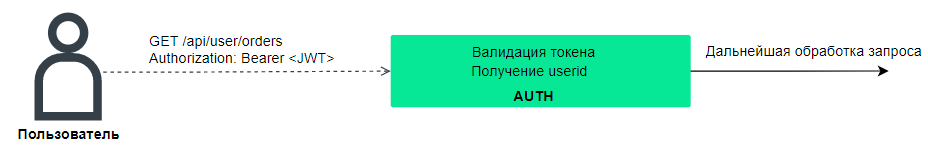 GET /api/user/orders
Authorization: Bearer <JWT>
Пользователь
Валидация токена
Получение userid
AUTH
Дальнейшая обработка запроса